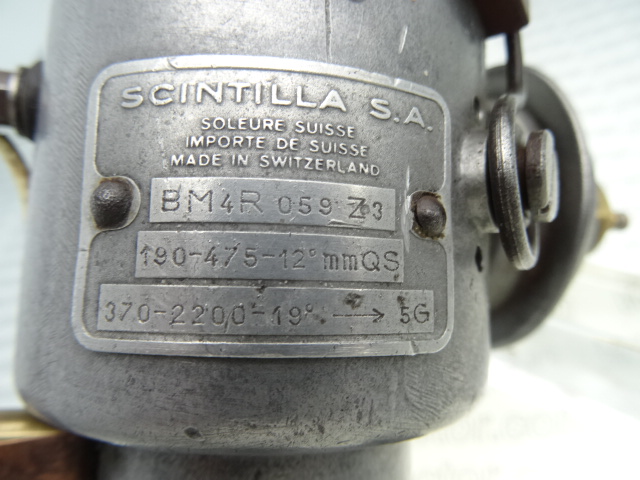 SCINTILLA S.A.
SOLEURE SUISSE
IMPORTE DE SUISSE
MADE IN SWITZERLAND
BM4R 059 Z3
190-475-12° mmQS
370-2200-19° → 5G